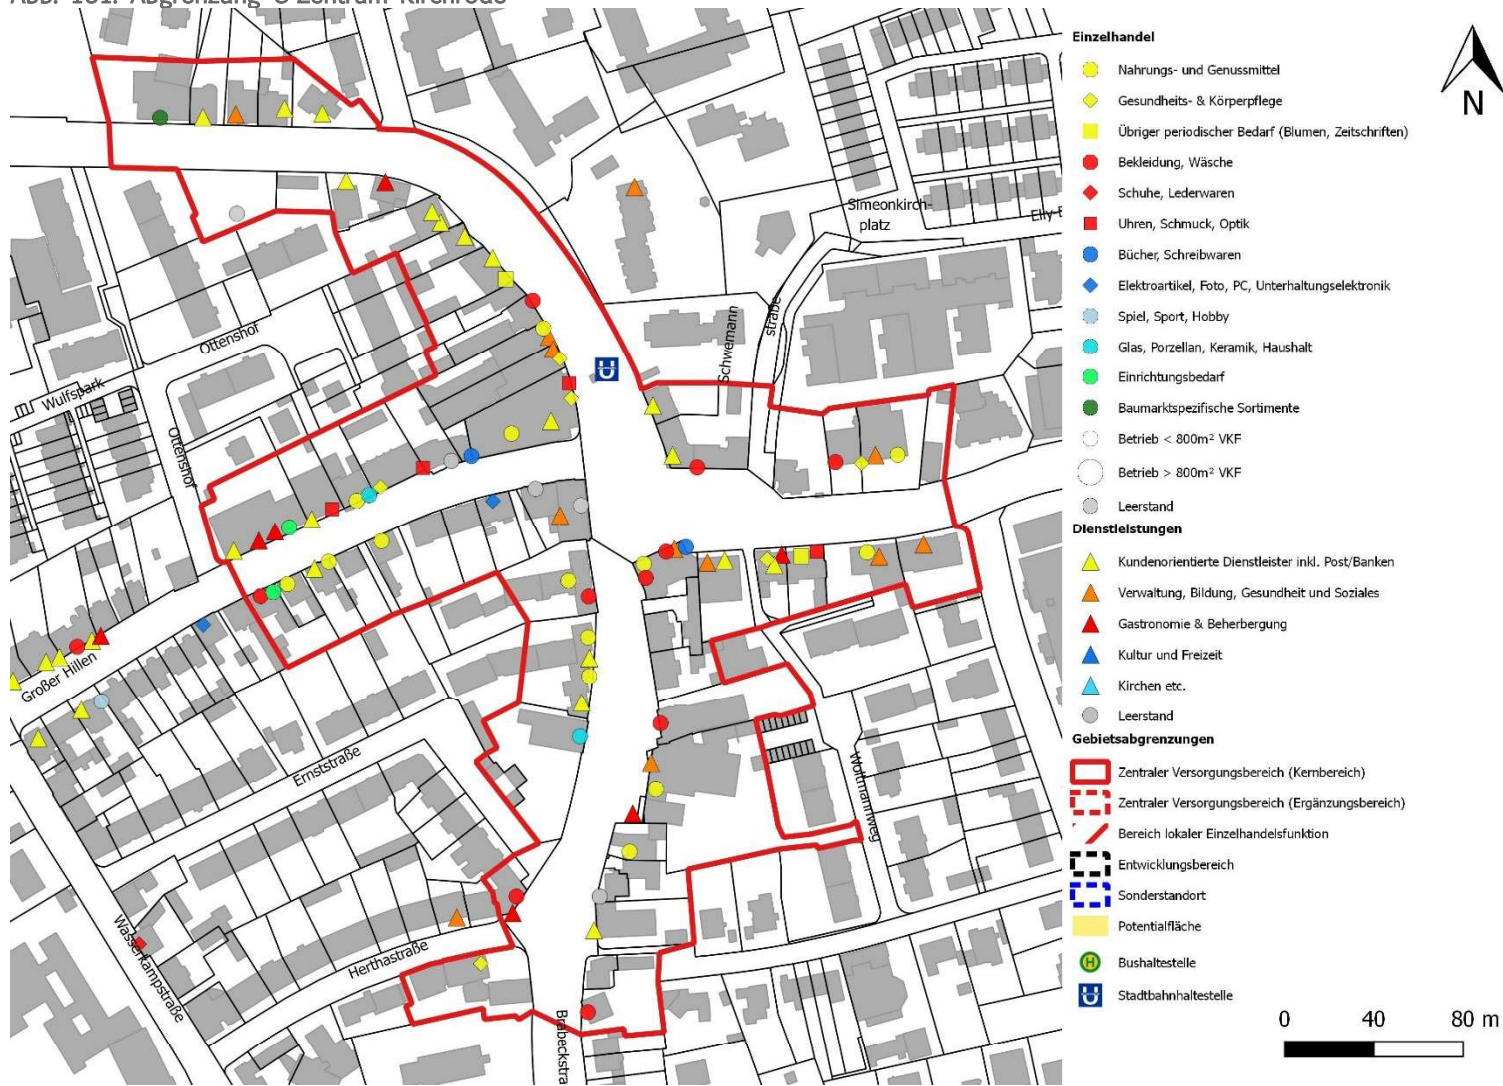 Abb. 161: Abgrenzung C-Zentrum Kirchrode
Einzelhandel
Nahrungs- und Genussmittel
Gesundheits- & Körperpflege
Übriger periodischer Bedarf (Blumen, Zeitschriften)
Bekleidung, Wäsche
Schuhe, Lederwaren
Uhren, Schmuck, Optik
Bücher, Schreibwaren
Elektroartikel, Foto, PC, Unterhaltungselektronik
Spiel, Sport, Hobby
Glas, Porzellan, Keramik, Haushalt
Einrichtungsbedarf
Baumarktspezifische Sortimente
Betrieb < 800m² VKF
Betrieb > 800m² VKF
Leerstand
Dienstleistungen
Kundenorientierte Dienstleister inkl. Post/Banken
Verwaltung, Bildung, Gesundheit und Soziales
Gastronomie & Beherbergung
Kultur und Freizeit
Kirchen etc.
Leerstand
Gebietsabgrenzungen
Zentraler Versorgungsbereich (Kernbereich)
Zentraler Versorgungsbereich (Ergänzungsbereich)
Bereich lokaler Einzelhandelsfunktion
Entwicklungsbereich
Sonderstandort
Potentialfläche
H
Bushaltestelle
U
Stadtbahnhaltestelle
N
0 40 80 m
Simeonkirch-
platz
Elly-
Schwemann
straße
U
Ottenshof
Wulfspark
Ottenshof
Großer Hillen
Ernststraße
Woltmannweg
Wasserkampstraße
Herthastraße
Brabeckstra